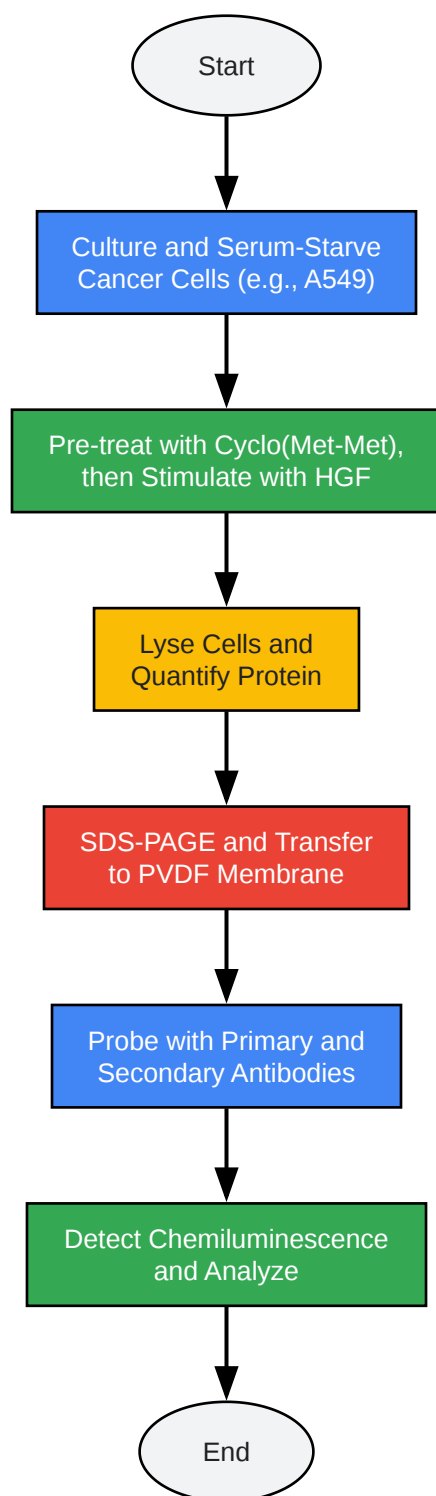 Start
Culture and Serum-Starve
Cancer Cells (e.g., A549)
Pre-treat with Cyclo(Met-Met),
then Stimulate with HGF
Lyse Cells and
Quantify Protein
SDS-PAGE and Transfer
to PVDF Membrane
Probe with Primary and
Secondary Antibodies
Detect Chemiluminescence
and Analyze
End